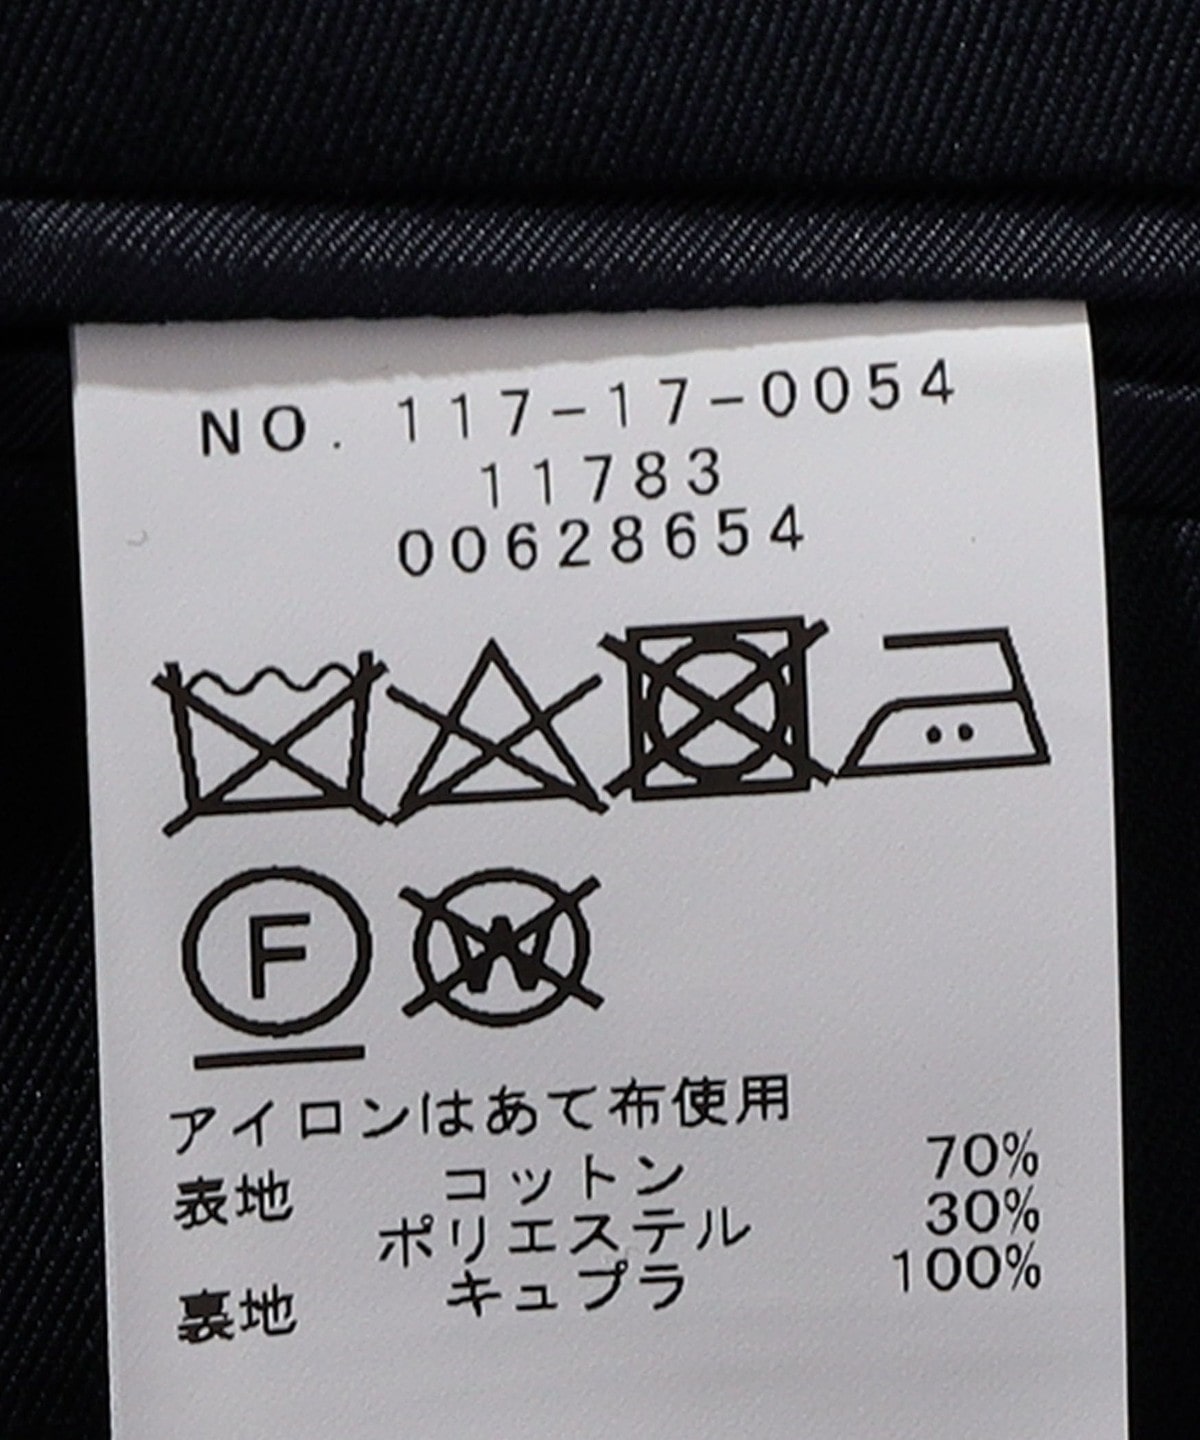 NO. 117-17-0054
11783
00628654
F W
アイロンはあて布使用
表地 コットン 70%
ポリエステル 30%
裏地 キュプラ 100%